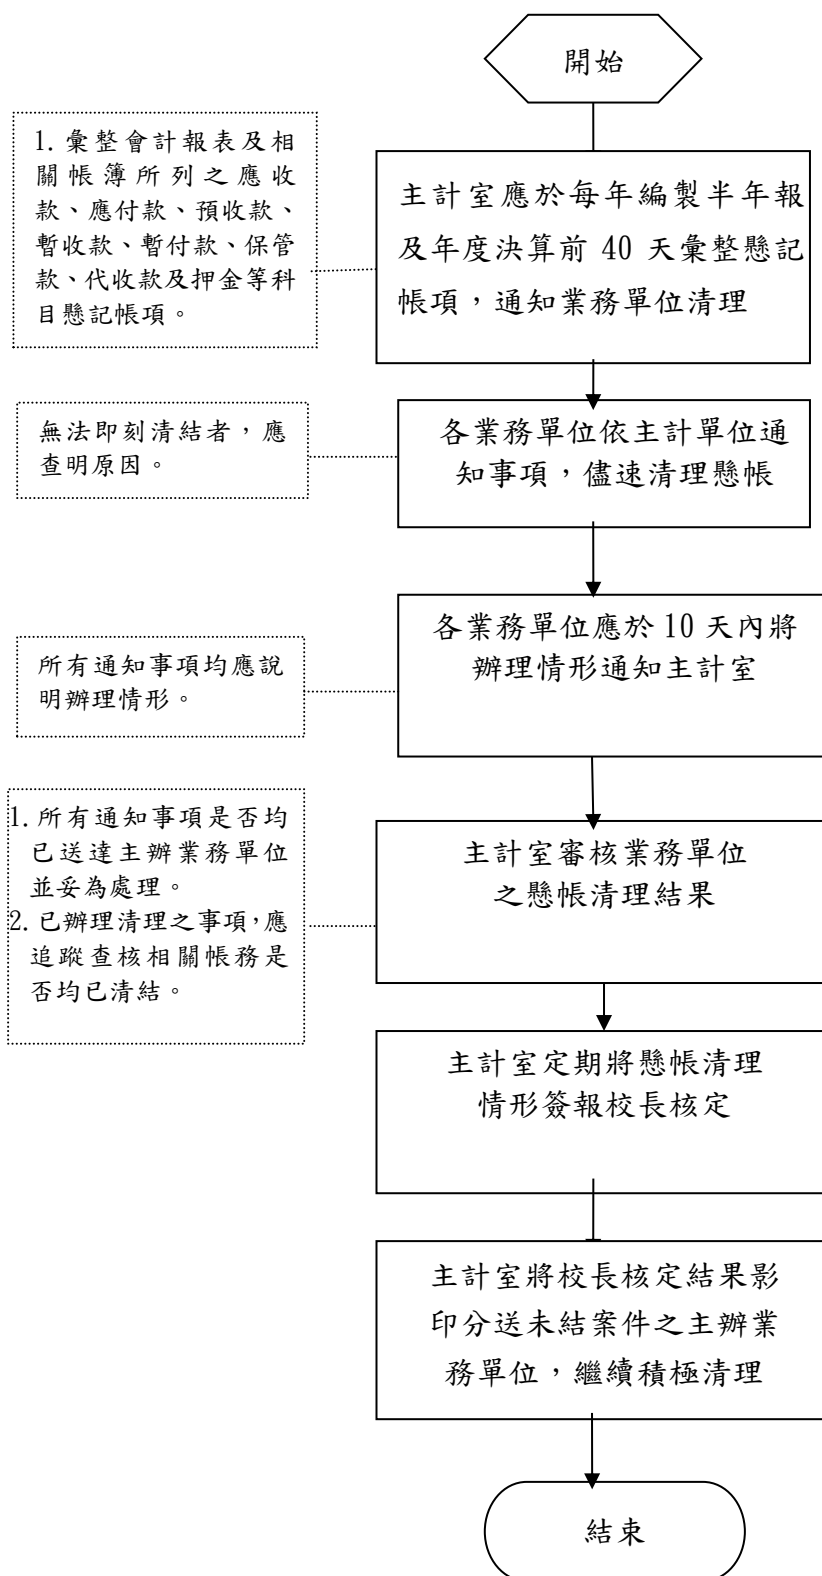 開始
1. 彙整會計報表及相
關帳簿所列之應收
款、應付款、預收款、
暫收款、暫付款、保管
款、代收款及押金等科
目懸記帳項。
主計室應於每年編製半年報
及年度決算前 40 天彙整懸記
帳項，通知業務單位清理
無法即刻清結者，應
查明原因。
各業務單位依主計單位通
知事項，儘速清理懸帳
所有通知事項均應說
明辦理情形。
各業務單位應於 10 天內將
辦理情形通知主計室
1. 所有通知事項是否均
已送達主辦業務單位
並妥為處理。
2. 已辦理清理之事項，應
追蹤查核相關帳務是
否均已清結。
主計室審核業務單位
之懸帳清理結果
主計室定期將懸帳清理
情形簽報校長核定
主計室將校長核定結果影
印分送未結案件之主辦業
務單位，繼續積極清理
結束